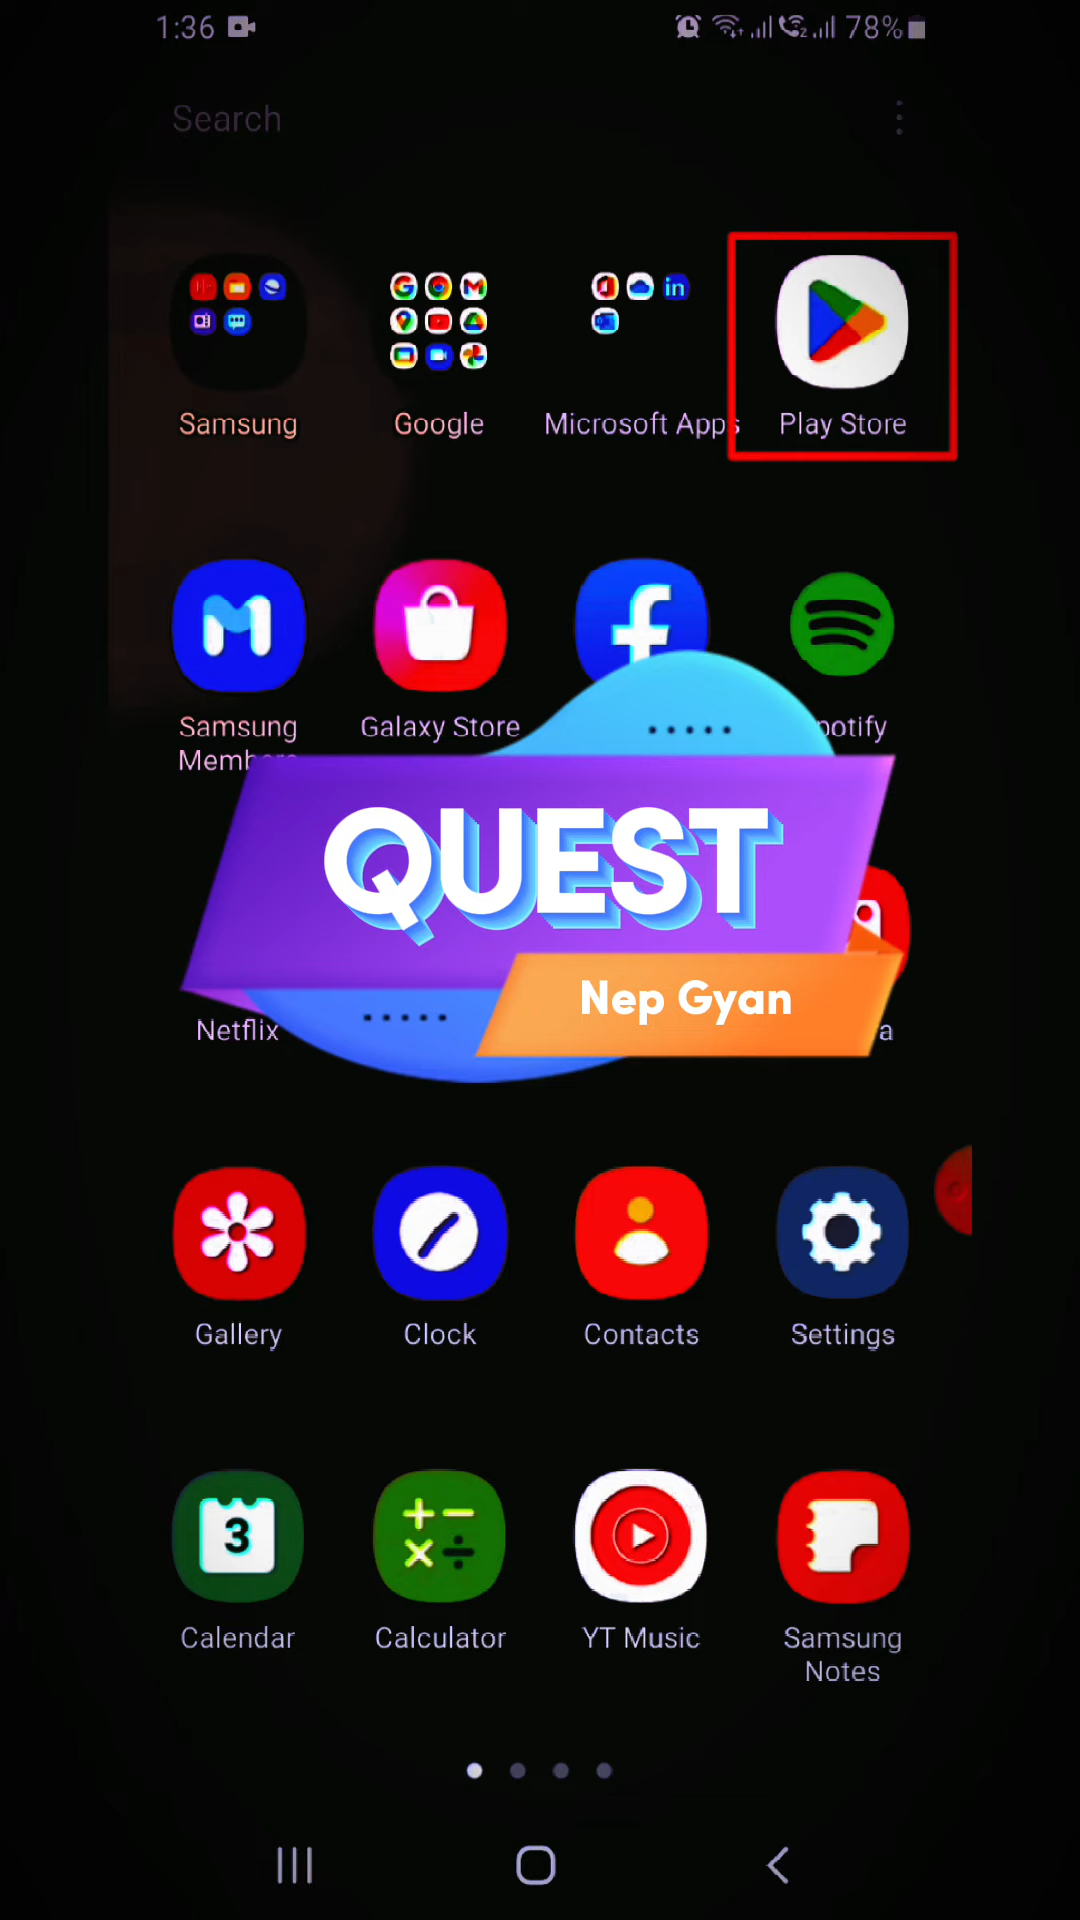 1:36
78%
Search
Samsung
Google
Microsoft Apps
Play Store
Samsung
Galaxy Store
potify
QUEST
Nep Gyan
Netflix
a
Gallery
Clock
Contacts
Settings
3
Calendar
Calculator
YT Music
Samsung
Notes